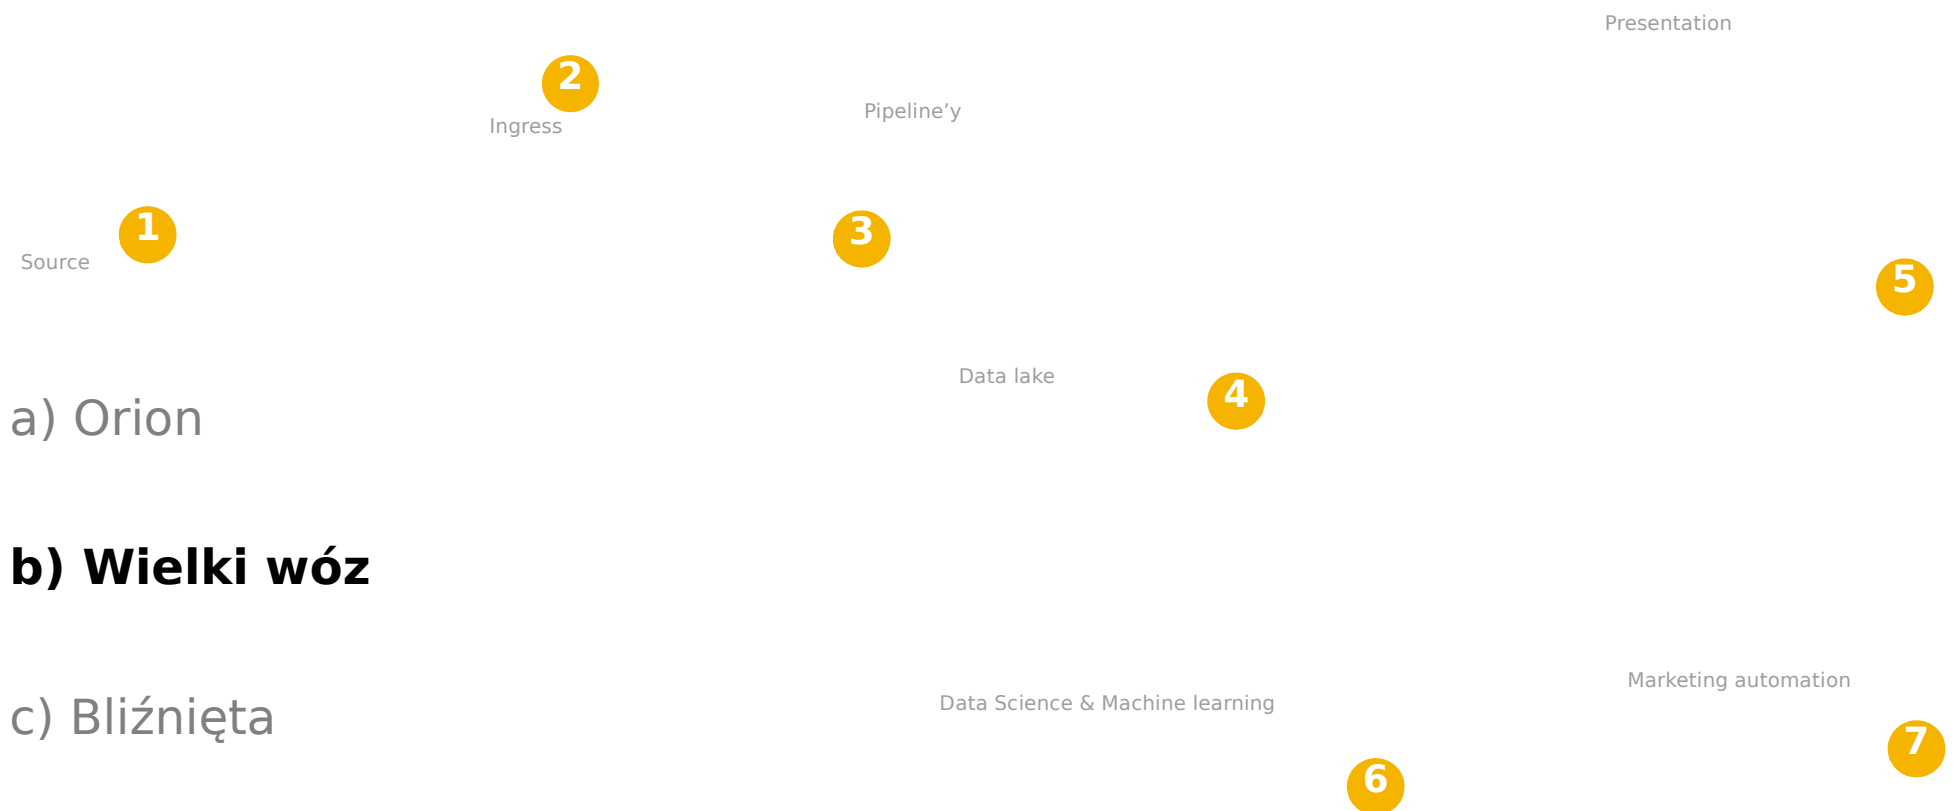 Presentation
2
Ingress
Pipeline’y
1
Source
3
5
Data lake
4
a) Orion
b) Wielki wóz
c) Bliźnięta
Data Science & Machine learning
Marketing automation
6
7